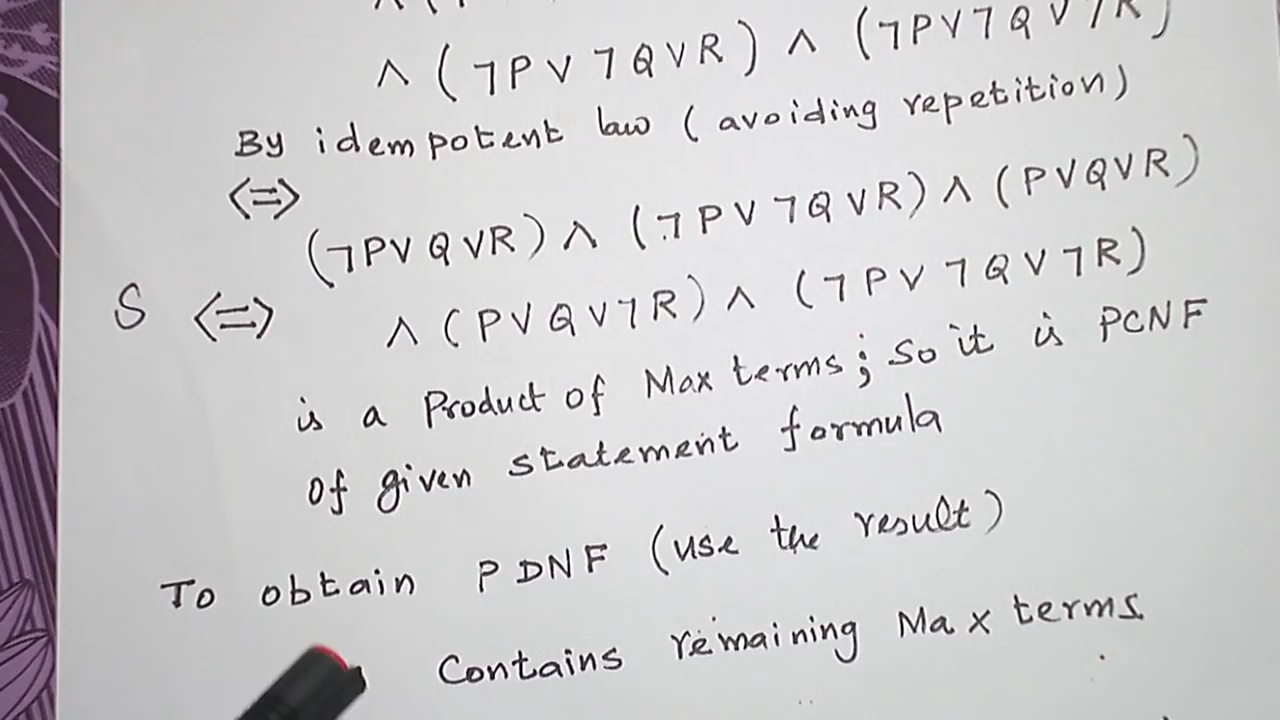 ∧ (¬P∨ ¬Q∨R) ∧ (¬P∨¬Q∨¬R)
By idempotent law (avoiding repetition)
<=>
(¬P∨Q∨R) ∧ (¬P∨¬Q∨R) ∧ (P∨Q∨R)
S <=> ∧ (P∨Q∨¬R) ∧ (¬P∨¬Q∨¬R)
is a Product of Max terms; So it is PCNF
Of given statement formula
To obtain PDNF (use the result)
Contains remaining Max terms